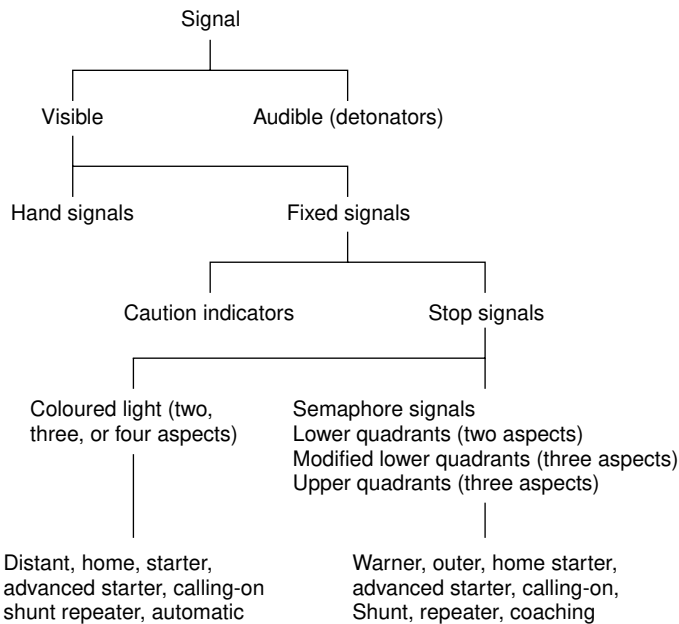 Signal
Visible
Audible (detonators)
Hand signals
Fixed signals
Caution indicators
Stop signals
Coloured light (two,
three, or four aspects)
Semaphore signals
Lower quadrants (two aspects)
Modified lower quadrants (three aspects)
Upper quadrants (three aspects)
Distant, home, starter,
advanced starter, calling-on
shunt repeater, automatic
Warner, outer, home starter,
advanced starter, calling-on,
Shunt, repeater, coaching